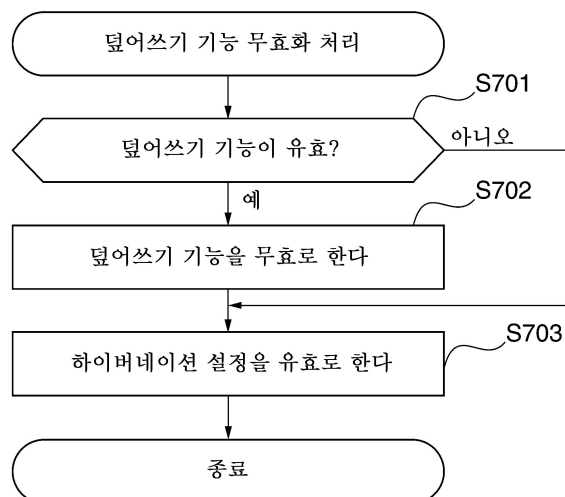 덮어쓰기 기능 무효화 처리
S701
덮어쓰기 기능이 유효?
아니오
예
S702
덮어쓰기 기능을 무효로 한다
S703
하이버네이션 설정을 유효로 한다
종료